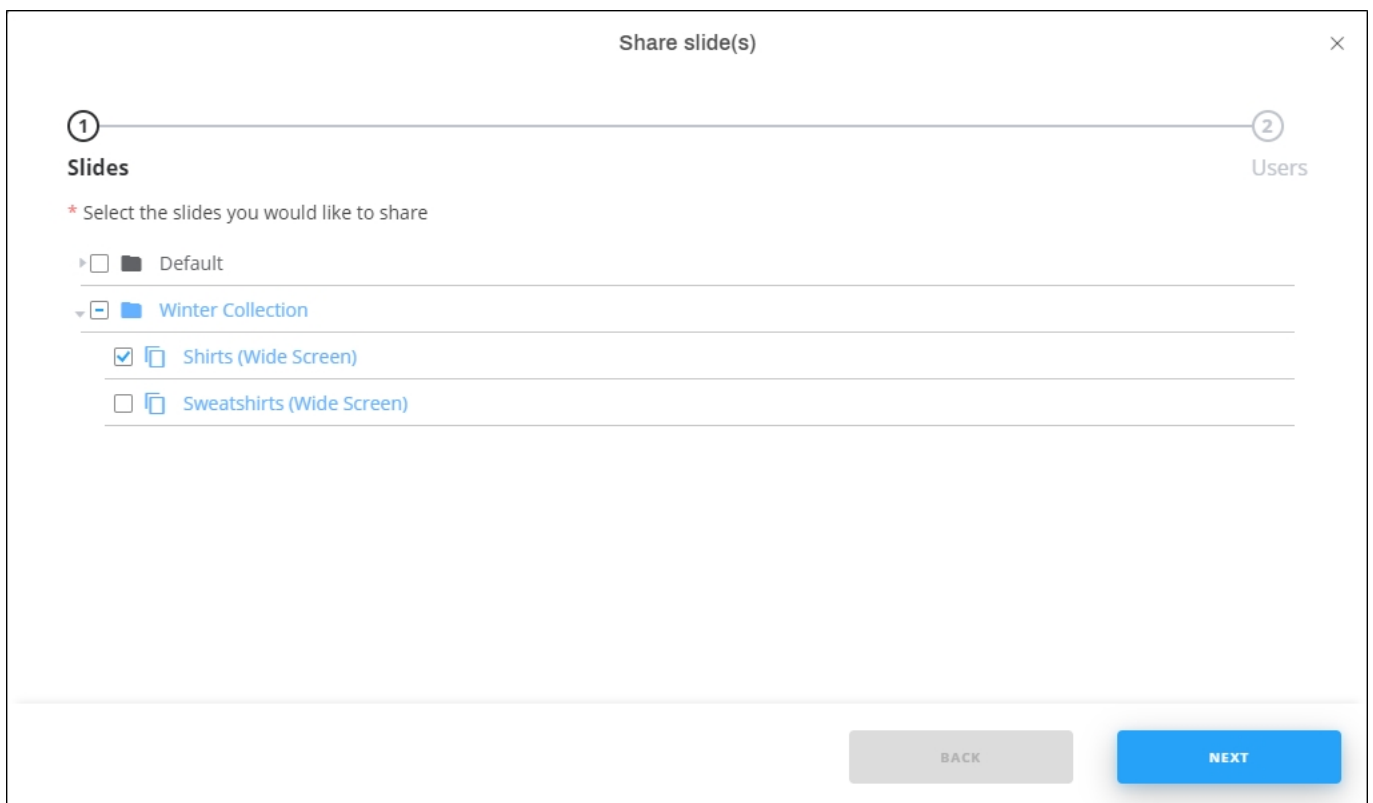 Share slide(s)
1
2
Slides
Users
* Select the slides you would like to share
Default
Winter Collection
Shirts (Wide Screen)
Sweatshirts (Wide Screen)
BACK
NEXT